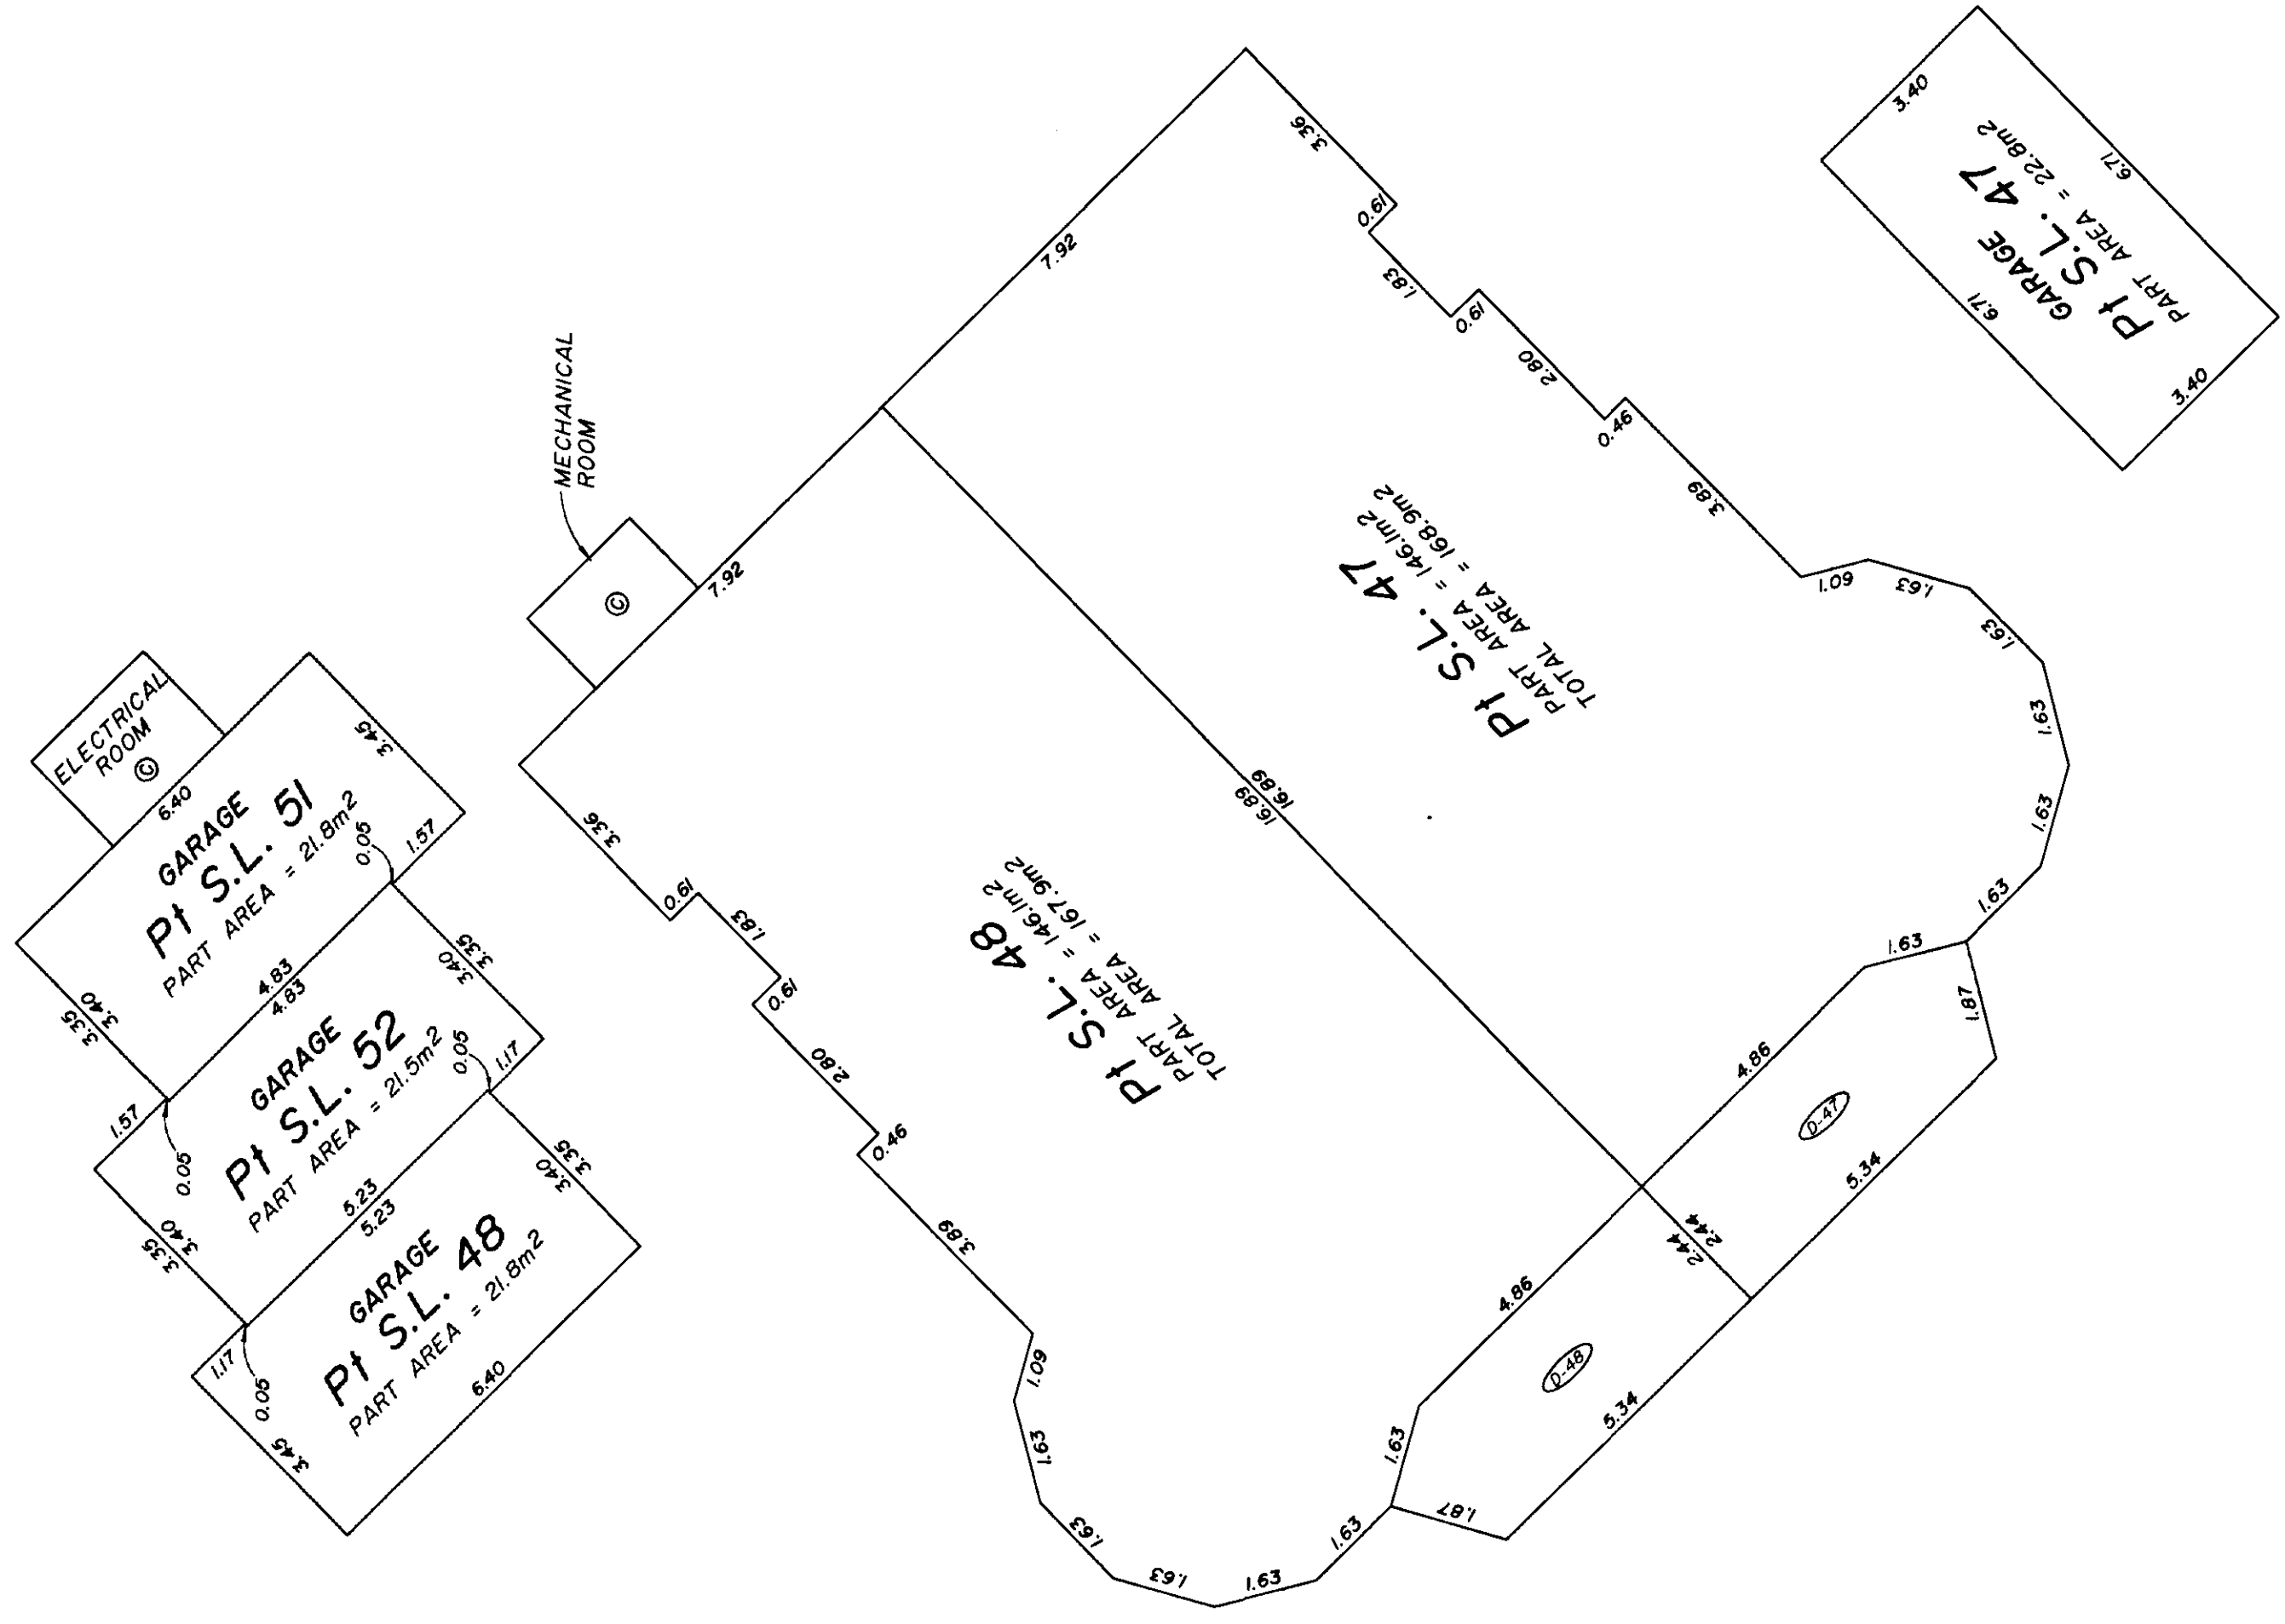 ELECTRICAL
ROOM
©
6.40
3.45
GARAGE
Pt S.L. 51
PART AREA = 21.8m2
0.05
1.57
3.40
3.35
4.83
4.83
3.35
3.40
1.57
0.05
GARAGE
Pt S.L. 52
PART AREA = 21.5m2
0.05
1.17
3.40
3.35
5.23
5.23
3.35
3.40
1.17
0.05
GARAGE
Pt S.L. 48
PART AREA = 21.8m2
3.45
6.40
MECHANICAL
ROOM
©
7.92
7.92
3.36
0.61
1.83
0.61
2.80
0.46
3.89
1.09
1.63
1.63
1.63
1.63
1.63
1.63
4.86
1.87
5.34
D-48
2.44
2.44
16.89
16.89
Pt S.L. 48
PART AREA = 146.1m2
TOTAL AREA = 167.9m2
3.36
0.61
1.83
0.61
2.80
0.46
3.89
1.09
1.63
1.63
1.63
1.63
1.63
1.63
4.86
1.87
5.34
D-47
Pt S.L. 47
PART AREA = 146.1m2
TOTAL AREA = 168.9m2
3.40
6.71
GARAGE
Pt S.L. 47
PART AREA = 22.8m2
6.71
3.40